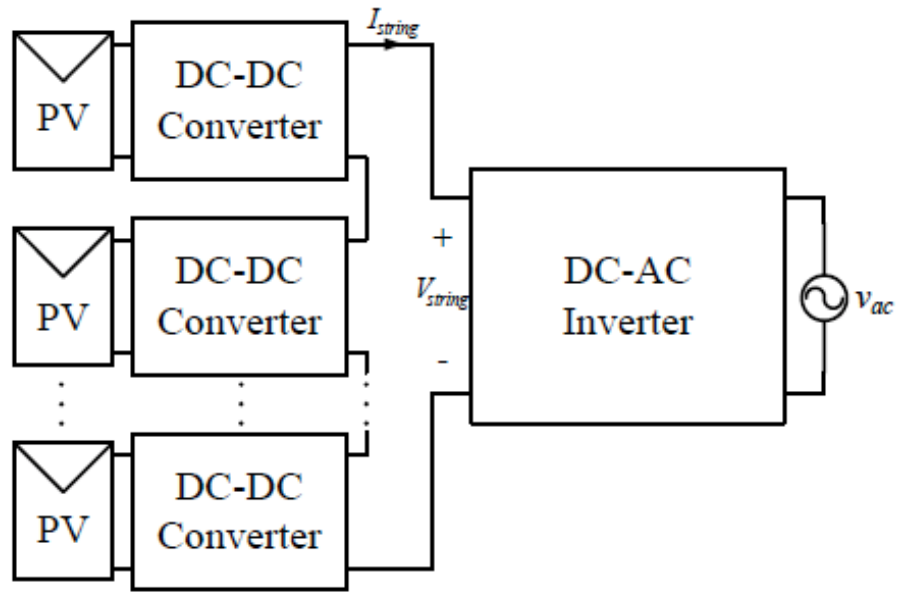 I_string
PV
DC-DC
Converter
PV
DC-DC
Converter
+
V_string
-
DC-AC
Inverter
v_ac
PV
DC-DC
Converter